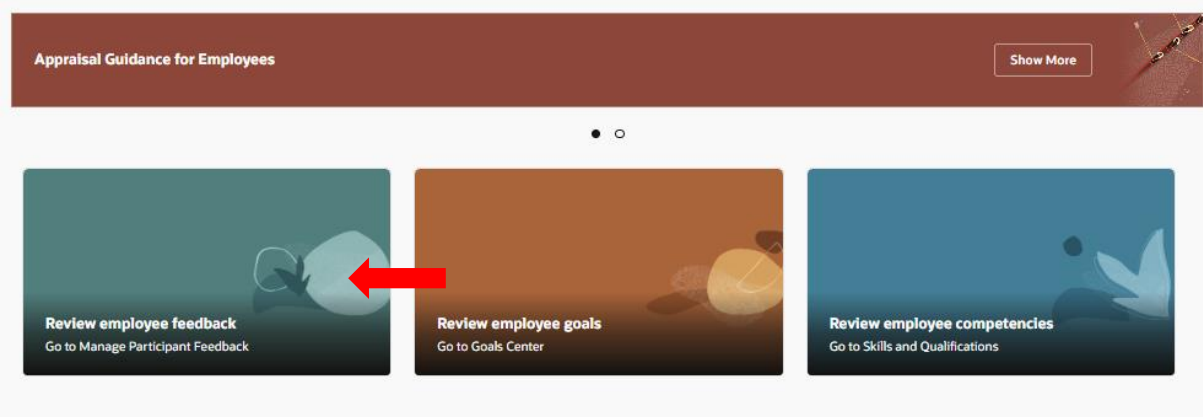 Appraisal Guidance for Employees
Show More
Review employee feedback
Go to Manage Participant Feedback
Review employee goals
Go to Goals Center
Review employee competencies
Go to Skills and Qualifications